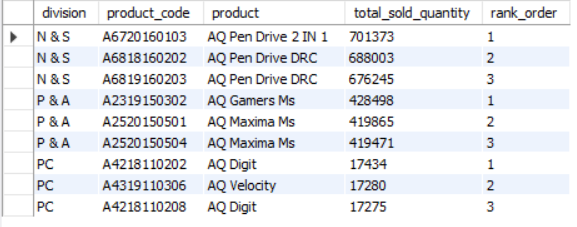 division product_code product total_sold_quantity rank_order
N & S A6720160103 AQ Pen Drive 2 IN 1 701373 1
N & S A6818160202 AQ Pen Drive DRC 688003 2
N & S A6819160203 AQ Pen Drive DRC 676245 3
P & A A2319150302 AQ Gamers Ms 428498 1
P & A A2520150501 AQ Maxima Ms 419865 2
P & A A2520150504 AQ Maxima Ms 419471 3
PC A4218110202 AQ Digit 17434 1
PC A4319110306 AQ Velocity 17280 2
PC A4218110208 AQ Digit 17275 3